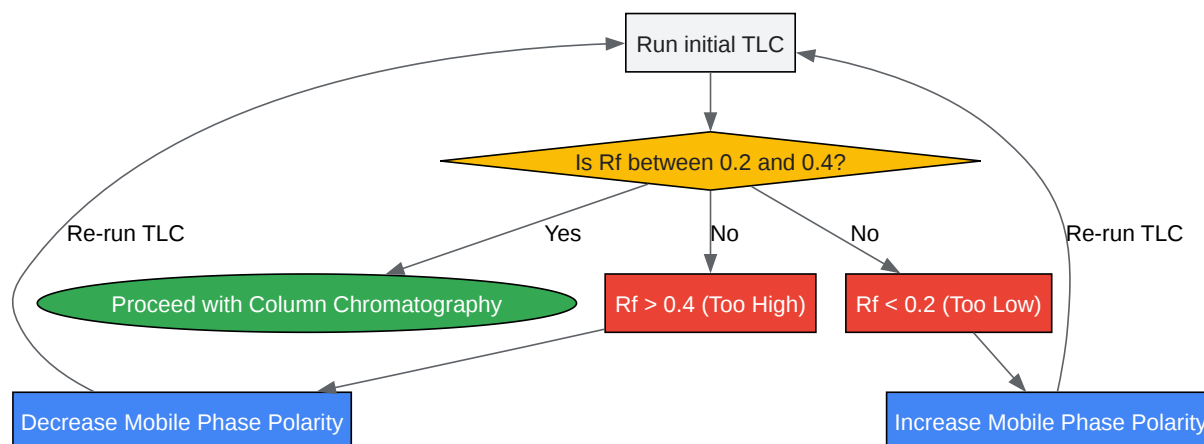 Run initial TLC
Is Rf between 0.2 and 0.4?
Re-run TLC
Yes
No
No
Re-run TLC
Proceed with Column Chromatography
Rf > 0.4 (Too High)
Rf < 0.2 (Too Low)
Decrease Mobile Phase Polarity
Increase Mobile Phase Polarity